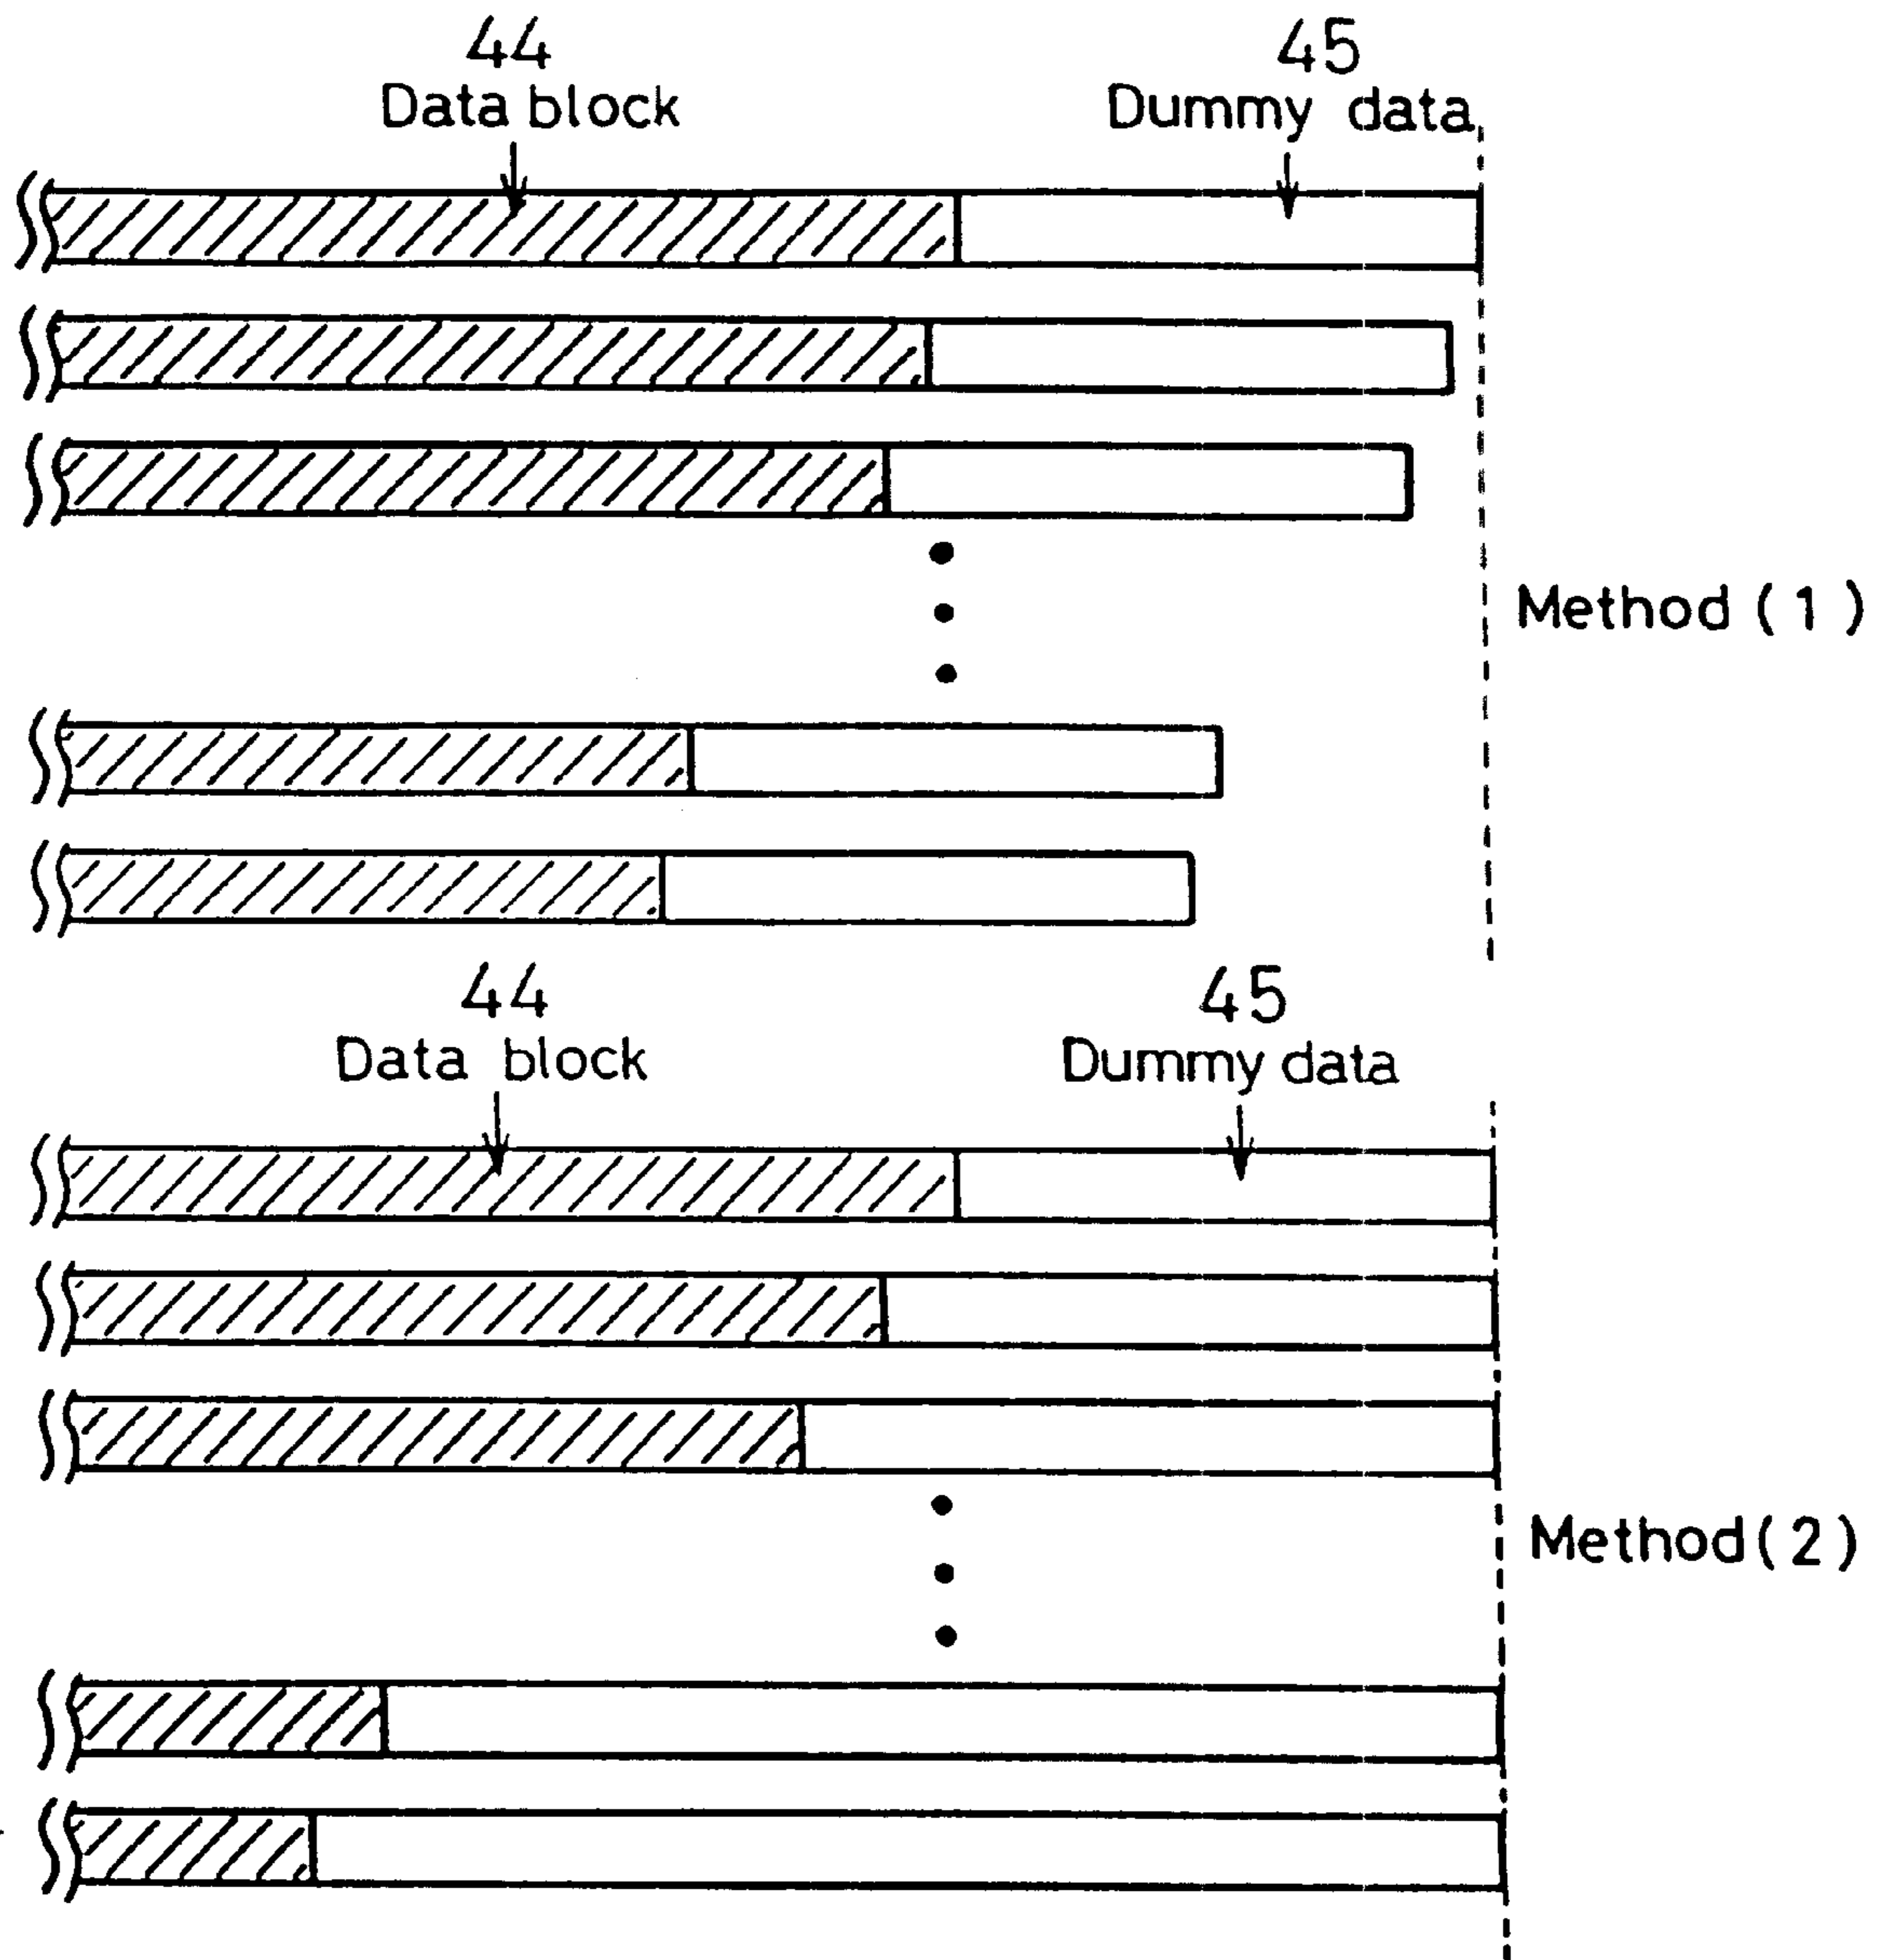 44
Data block
45
Dummy data
Method (1)
44
Data block
45
Dummy data
Method (2)